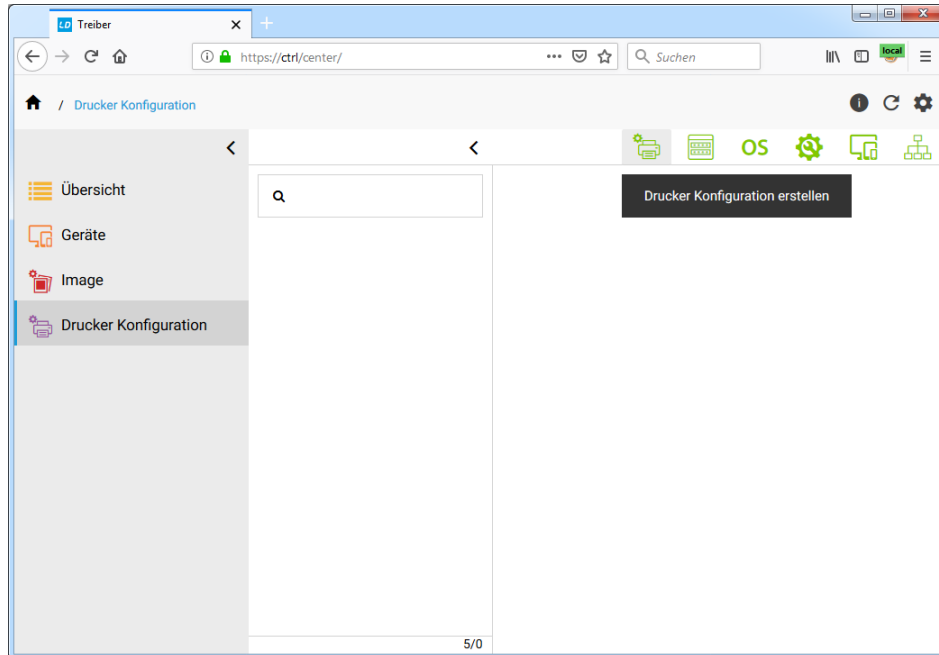 LD Treiber
https://ctrl/center/
Suchen
local
/ Drucker Konfiguration
OS
Übersicht
Drucker Konfiguration erstellen
Geräte
Image
Drucker Konfiguration
5/0